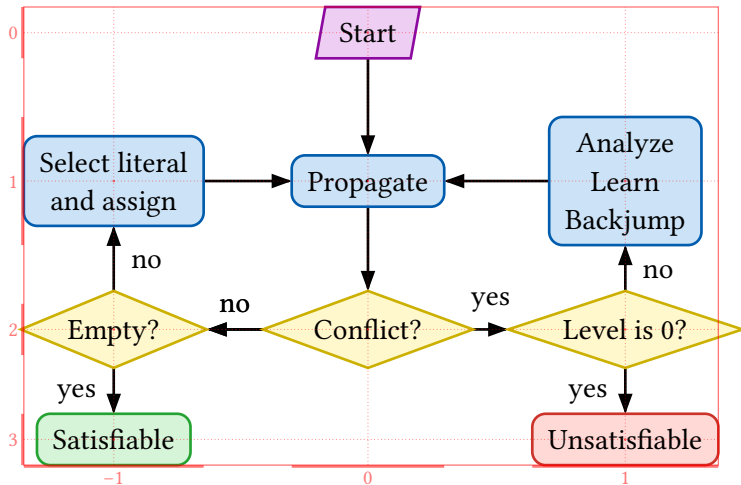 0
Start
1
Select literal
and assign
Propagate
Analyze
Learn
Backjump
no
no
yes
no
2
Empty?
Conflict?
Level is 0?
yes
yes
3
Satisfiable
Unsatisfiable
−1
0
1